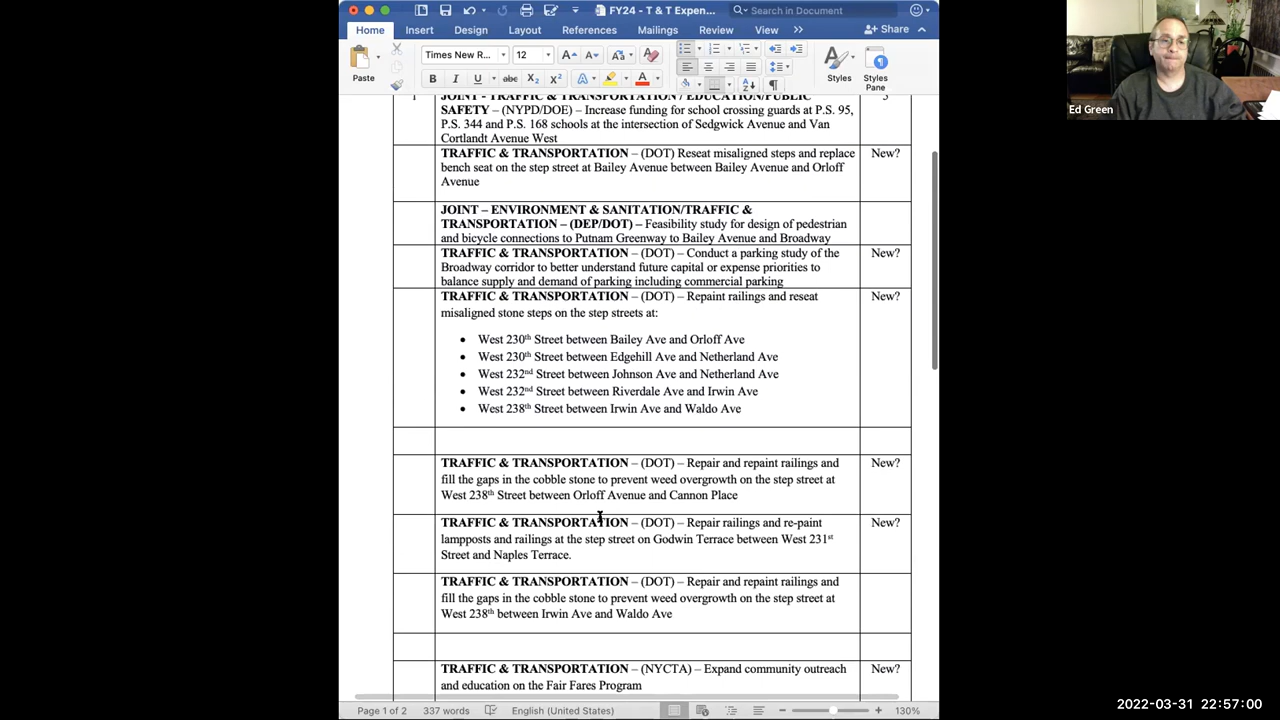 FY24 - T & T Expen...
Search in Document
Home Insert Design Layout References Mailings Review View Share
Paste
Times New R... 12
Styles
Styles Pane
1 JOINT - TRAFFIC & TRANSPORTATION / EDUCATION/PUBLIC 3
SAFETY – (NYPD/DOE) – Increase funding for school crossing guards at P.S. 95,
P.S. 344 and P.S. 168 schools at the intersection of Sedgwick Avenue and Van
Cortlandt Avenue West
TRAFFIC & TRANSPORTATION – (DOT) Reseat misaligned steps and replace New?
bench seat on the step street at Bailey Avenue between Bailey Avenue and Orloff
Avenue
JOINT – ENVIRONMENT & SANITATION/TRAFFIC &
TRANSPORTATION – (DEP/DOT) – Feasibility study for design of pedestrian
and bicycle connections to Putnam Greenway to Bailey Avenue and Broadway
TRAFFIC & TRANSPORTATION – (DOT) – Conduct a parking study of the New?
Broadway corridor to better understand future capital or expense priorities to
balance supply and demand of parking including commercial parking
TRAFFIC & TRANSPORTATION – (DOT) – Repaint railings and reseat New?
misaligned stone steps on the step streets at:
• West 230th Street between Bailey Ave and Orloff Ave
• West 230th Street between Edgehill Ave and Netherland Ave
• West 232nd Street between Johnson Ave and Netherland Ave
• West 232nd Street between Riverdale Ave and Irwin Ave
• West 238th Street between Irwin Ave and Waldo Ave
TRAFFIC & TRANSPORTATION – (DOT) – Repair and repaint railings and New?
fill the gaps in the cobble stone to prevent weed overgrowth on the step street at
West 238th Street between Orloff Avenue and Cannon Place
TRAFFIC & TRANSPORTATION – (DOT) – Repair railings and re-paint New?
lampposts and railings at the step street on Godwin Terrace between West 231st
Street and Naples Terrace.
TRAFFIC & TRANSPORTATION – (DOT) – Repair and repaint railings and
fill the gaps in the cobble stone to prevent weed overgrowth on the step street at
West 238th between Irwin Ave and Waldo Ave
TRAFFIC & TRANSPORTATION – (NYCTA) – Expand community outreach New?
and education on the Fair Fares Program
Page 1 of 2 337 words English (United States) 130%
Ed Green
2022-03-31 22:57:00